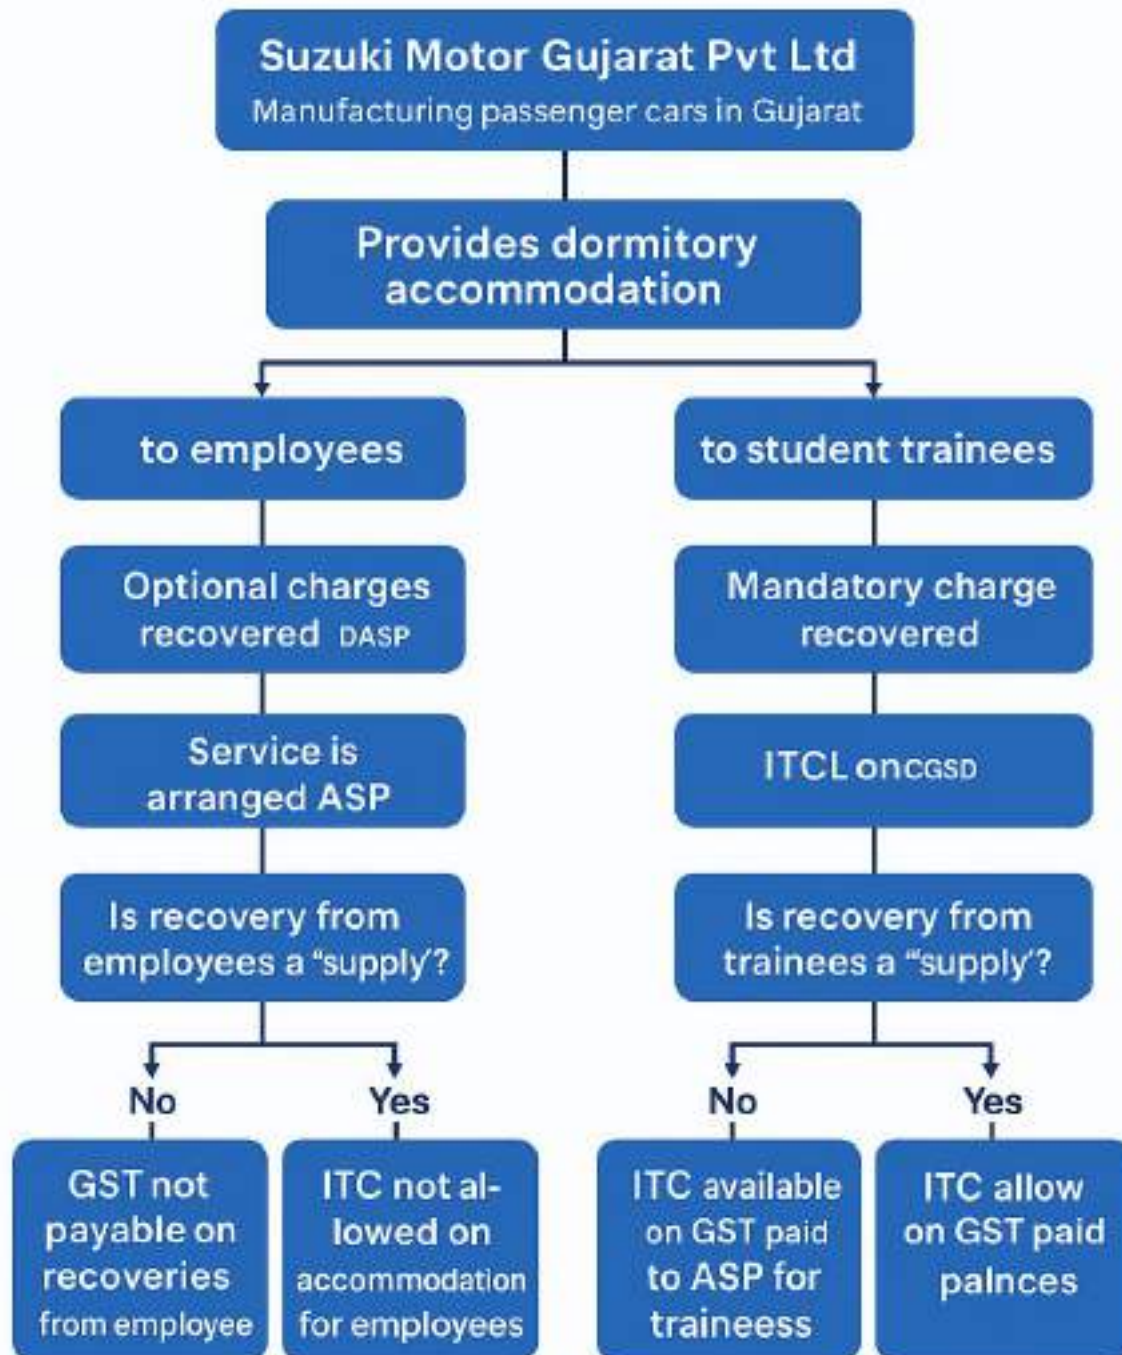 Suzuki Motor Gujarat Pvt Ltd
Manufacturing passenger cars in Gujarat
Provides dormitory
accommodation
to employees
to student trainees
Optional charges
recovered DASP
Mandatory charge
recovered
Service is
arranged ASP
ITCL onCGSD
Is recovery from
employees a “supply’?
Is recovery from
trainees a “‘supply’?
No
Yes
No
Yes
GST not
payable on
recoveries
from employee
ITC not al-
lowed on
accommodation
for employees
ITC available
on GST paid
to ASP for
traineess
ITC allow
on GST paid
palnces